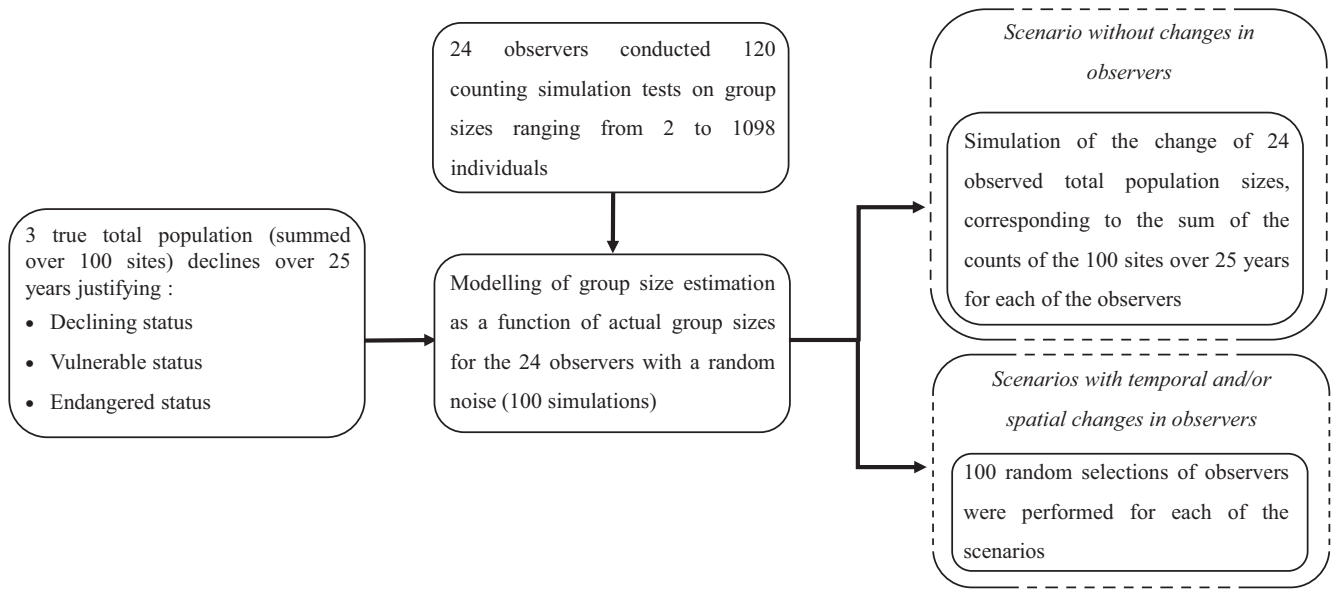 24 observers conducted 120
counting simulation tests on group
sizes ranging from 2 to 1098
individuals
3 true total population (summed
over 100 sites) declines over 25
years justifying :
• Declining status
• Vulnerable status
• Endangered status
Modelling of group size estimation
as a function of actual group sizes
for the 24 observers with a random
noise (100 simulations)
Scenario without changes in
observers
Simulation of the change of 24
observed total population sizes,
corresponding to the sum of the
counts of the 100 sites over 25 years
for each of the observers
Scenarios with temporal and/or
spatial changes in observers
100 random selections of observers
were performed for each of the
scenarios